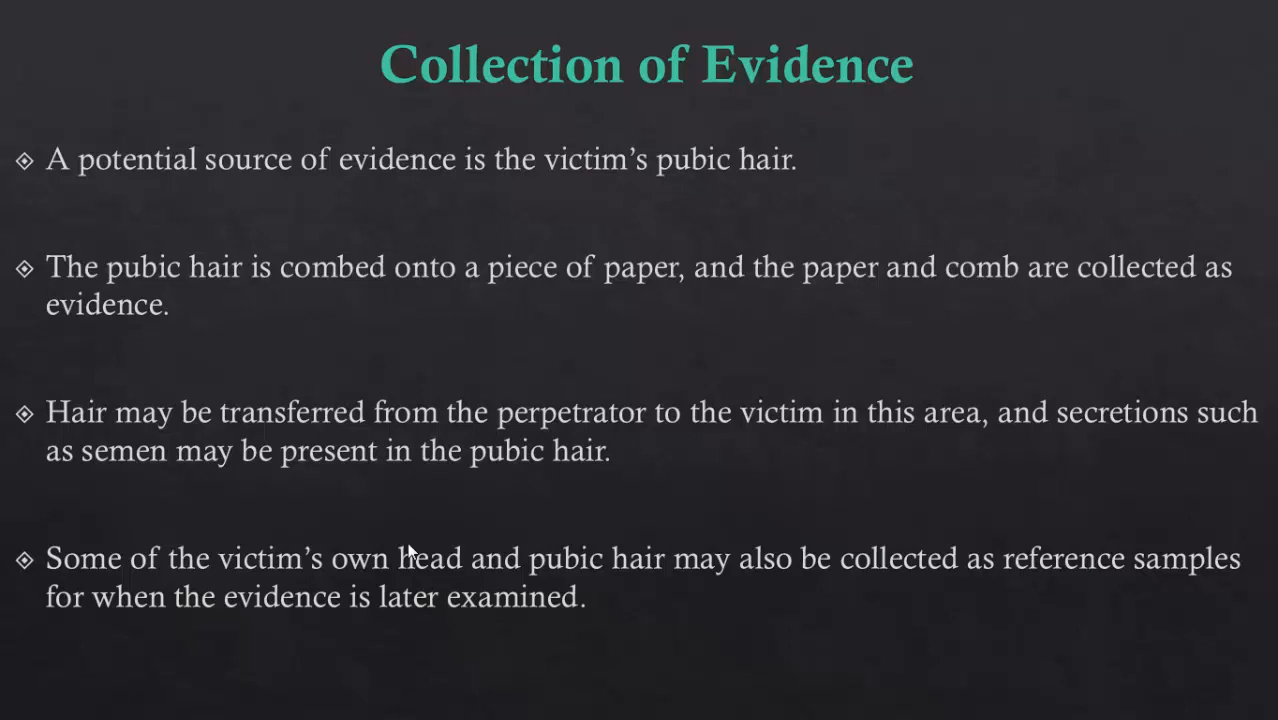 Collection of Evidence
A potential source of evidence is the victim’s pubic hair.
The pubic hair is combed onto a piece of paper, and the paper and comb are collected as
evidence.
Hair may be transferred from the perpetrator to the victim in this area, and secretions such
as semen may be present in the pubic hair.
Some of the victim’s own head and pubic hair may also be collected as reference samples
for when the evidence is later examined.